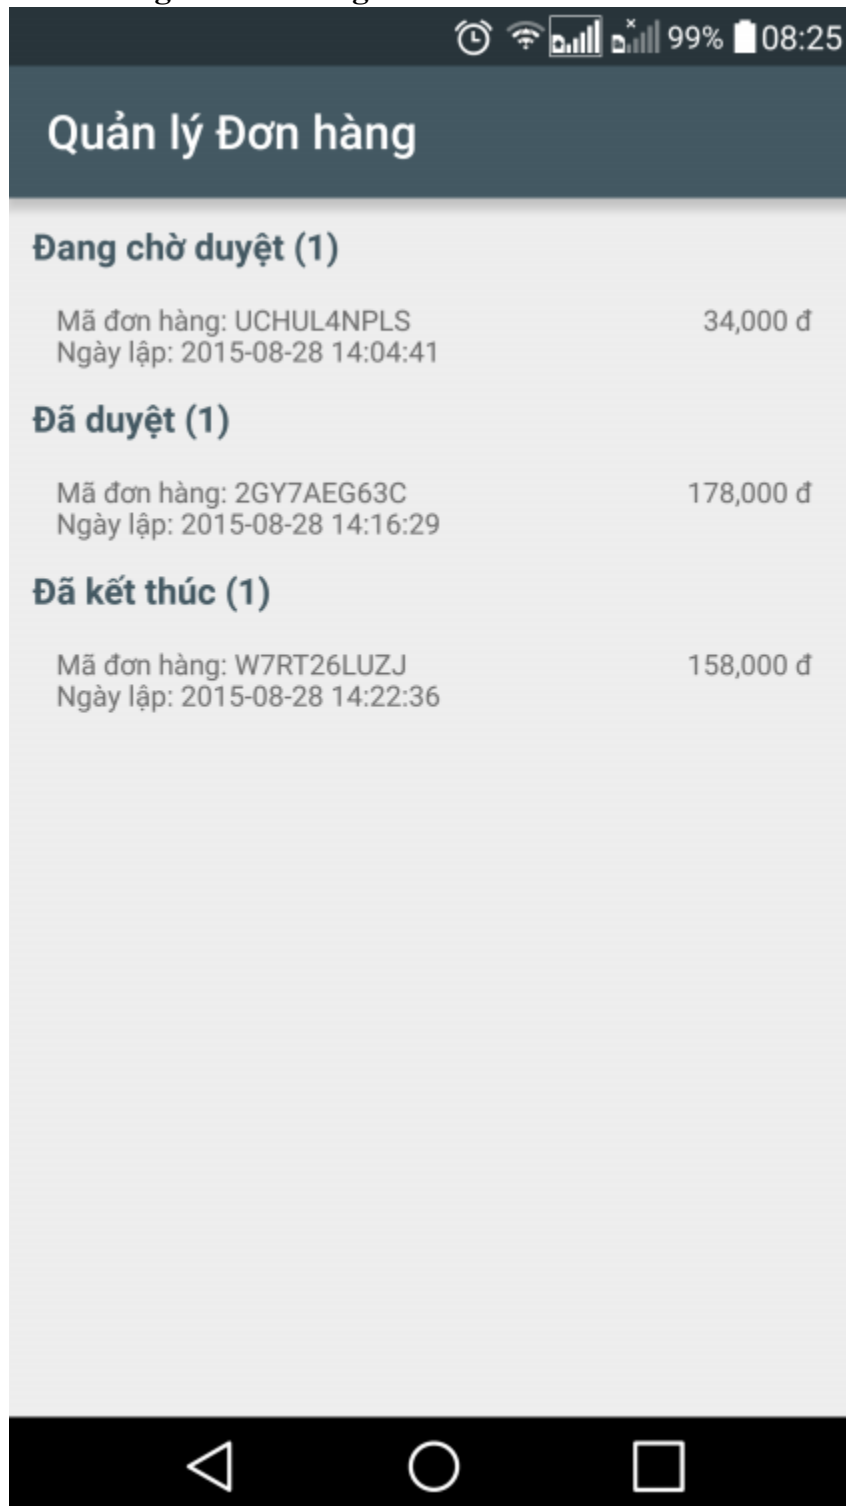 99% 08:25
Quản lý Đơn hàng
Đang chờ duyệt (1)
Mã đơn hàng: UCHUL4NPLS 34,000 đ
Ngày lập: 2015-08-28 14:04:41
Đã duyệt (1)
Mã đơn hàng: 2GY7AEG63C 178,000 đ
Ngày lập: 2015-08-28 14:16:29
Đã kết thúc (1)
Mã đơn hàng: W7RT26LUZJ 158,000 đ
Ngày lập: 2015-08-28 14:22:36